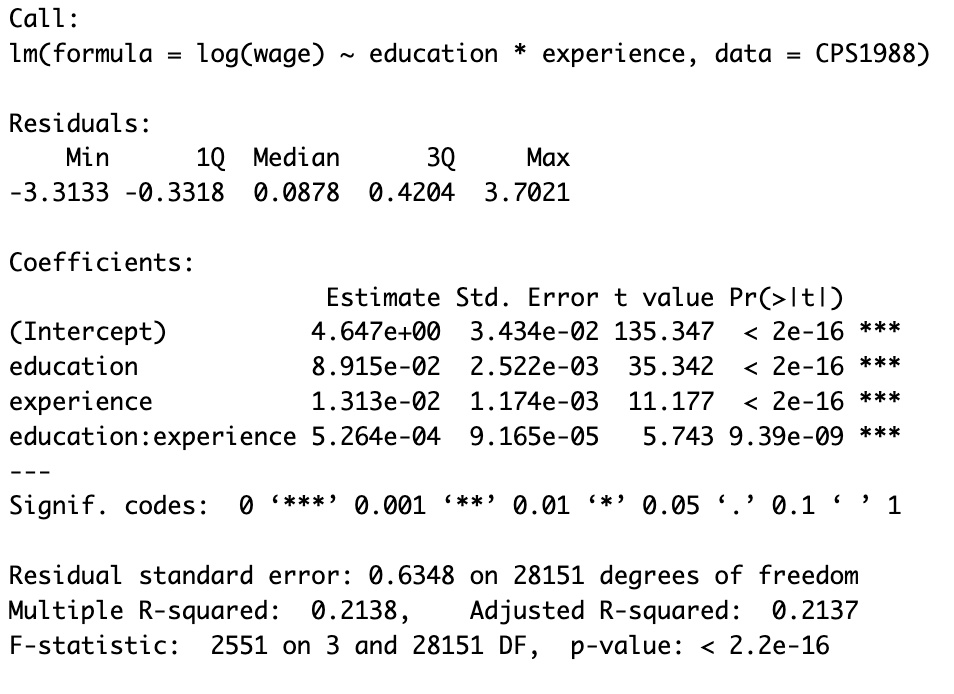 Call:
lm(formula = log(wage) ~ education * experience, data = CPS1988)
Residuals:
Min 1Q Median 3Q Max
-3.3133 -0.3318 0.0878 0.4204 3.7021
Coefficients:
Estimate Std. Error t value Pr(>|t|)
(Intercept) 4.647e+00 3.434e-02 135.347 < 2e-16 ***
education 8.915e-02 2.523e-03 35.342 < 2e-16 ***
experience 1.313e-02 1.174e-03 11.177 < 2e-16 ***
education:experience 5.264e-04 9.165e-05 5.743 9.39e-09 ***
---
Signif. codes: 0 ‘***’ 0.001 ‘**’ 0.01 ‘*’ 0.05 ‘.’ 0.1 ‘ ’ 1
Residual standard error: 0.6348 on 28151 degrees of freedom
Multiple R-squared: 0.2138, Adjusted R-squared: 0.2137
F-statistic: 2551 on 3 and 28151 DF, p-value: < 2.2e-16